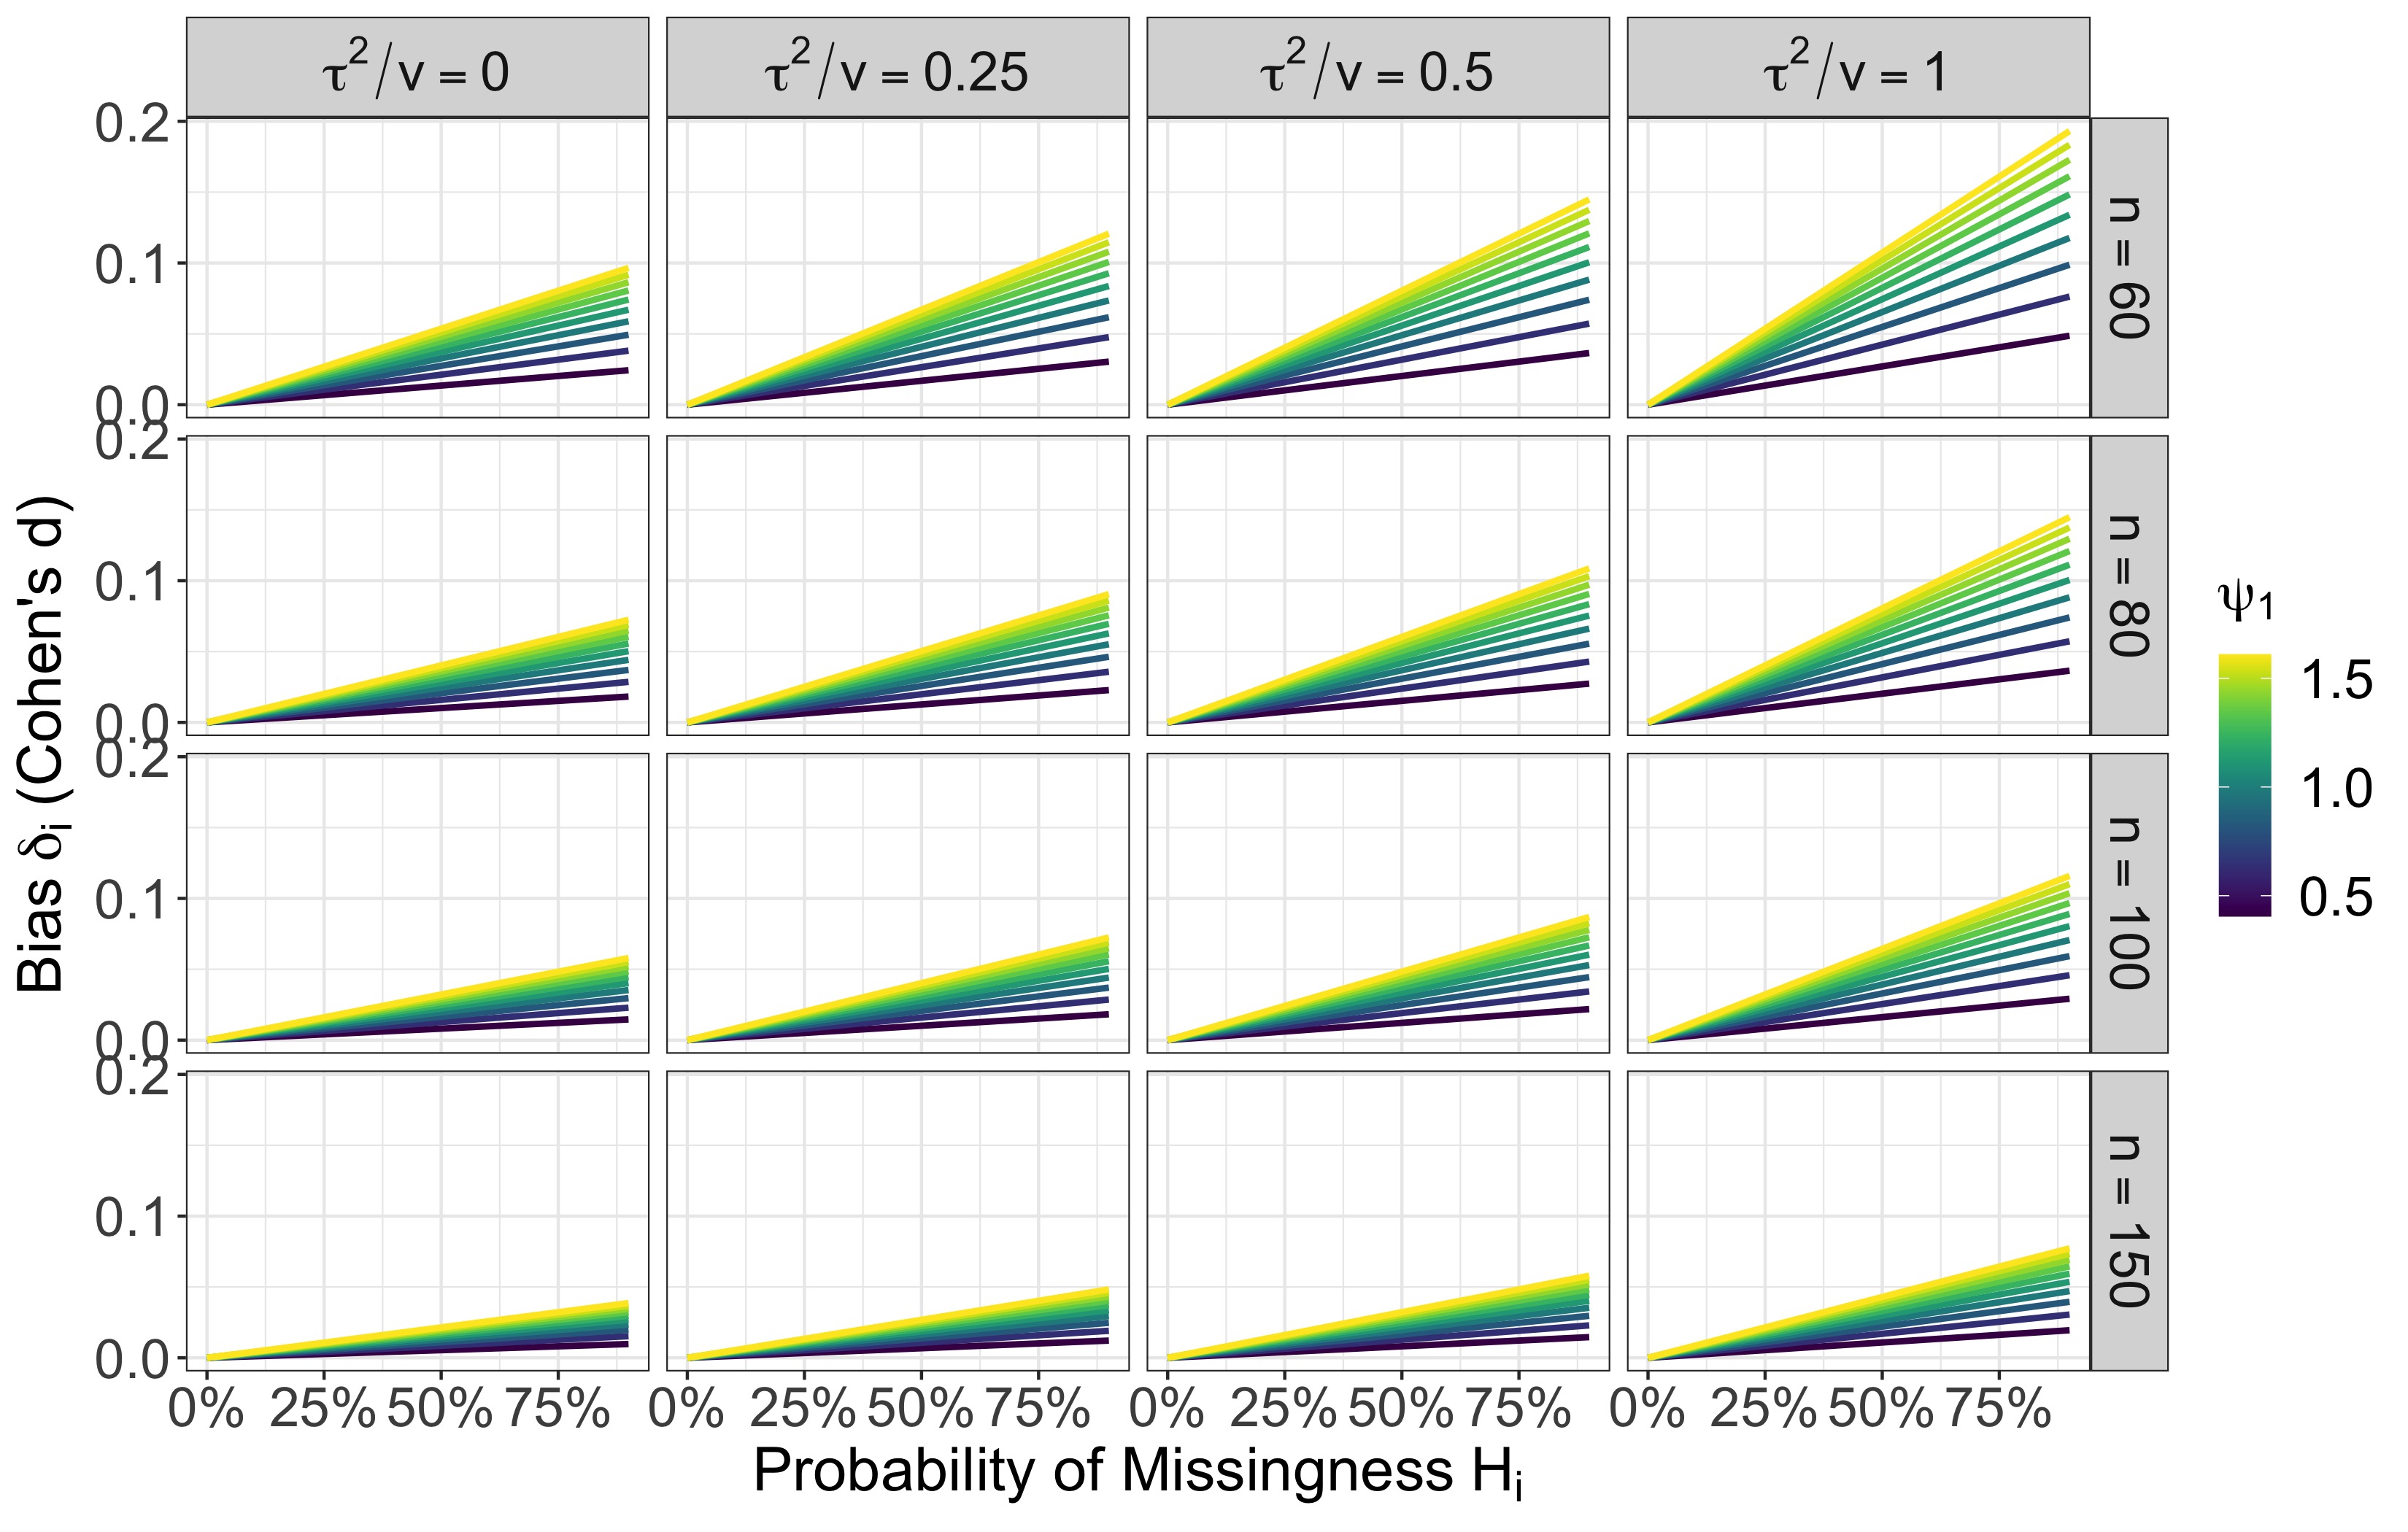 τ²/v = 0
τ²/v = 0.25
τ²/v = 0.5
τ²/v = 1
0.2
0.1
0.0
n = 60
0.2
0.1
0.0
n = 80
0.2
0.1
0.0
n = 100
0.2
0.1
0.0
n = 150
0% 25% 50% 75%
0% 25% 50% 75%
0% 25% 50% 75%
0% 25% 50% 75%
Probability of Missingness Hᵢ
Bias δᵢ (Cohen's d)
ψ₁
1.5
1.0
0.5